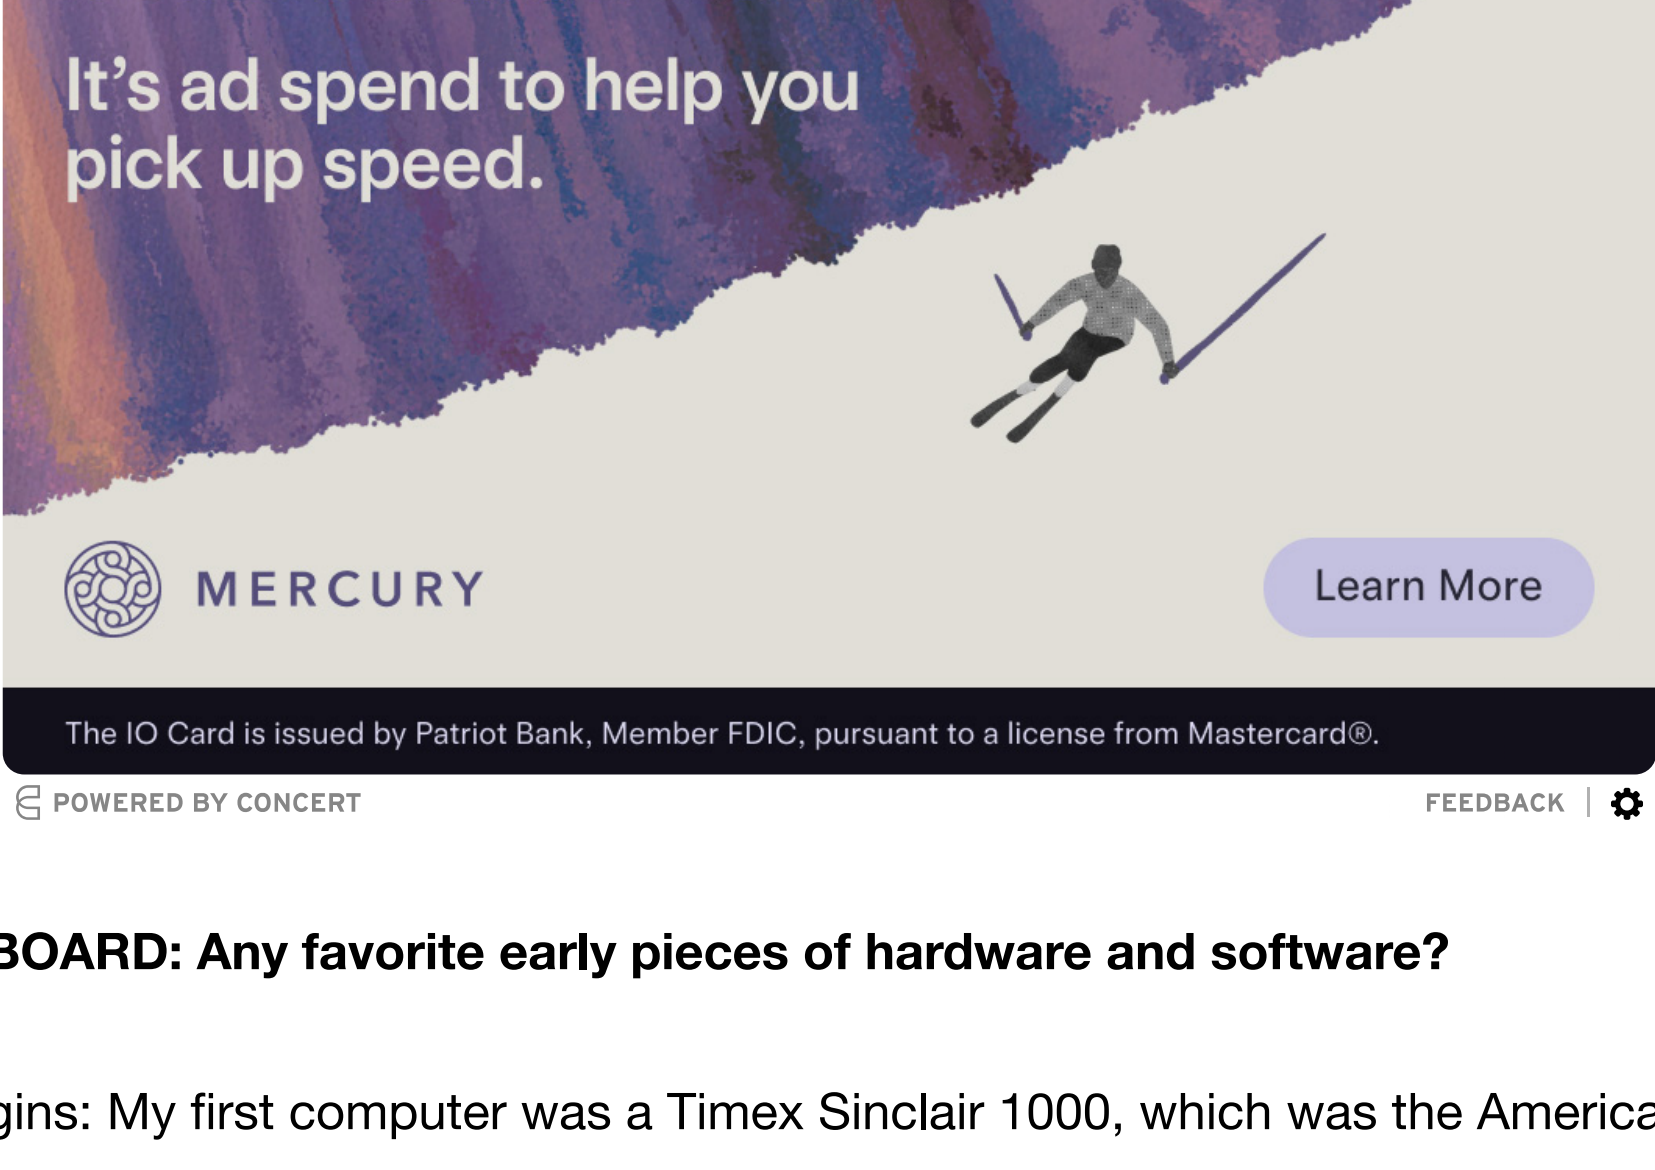 It’s ad spend to help you
pick up speed.
MERCURY
Learn More
The IO Card is issued by Patriot Bank, Member FDIC, pursuant to a license from Mastercard®.
POWERED BY CONCERT
FEEDBACK
BOARD: Any favorite early pieces of hardware and software?
gins: My first computer was a Timex Sinclair 1000, which was the America